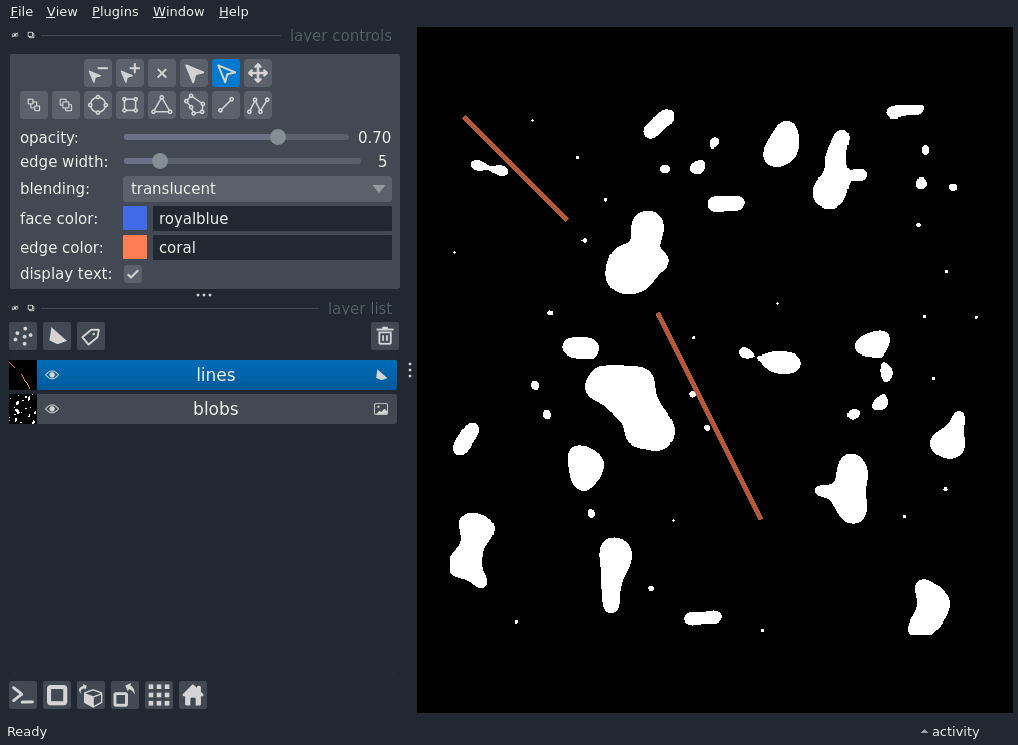 File View Plugins Window Help
layer controls
opacity: 0.70
edge width: 5
blending: translucent
face color: royalblue
edge color: coral
display text:
layer list
lines
blobs
Ready activity